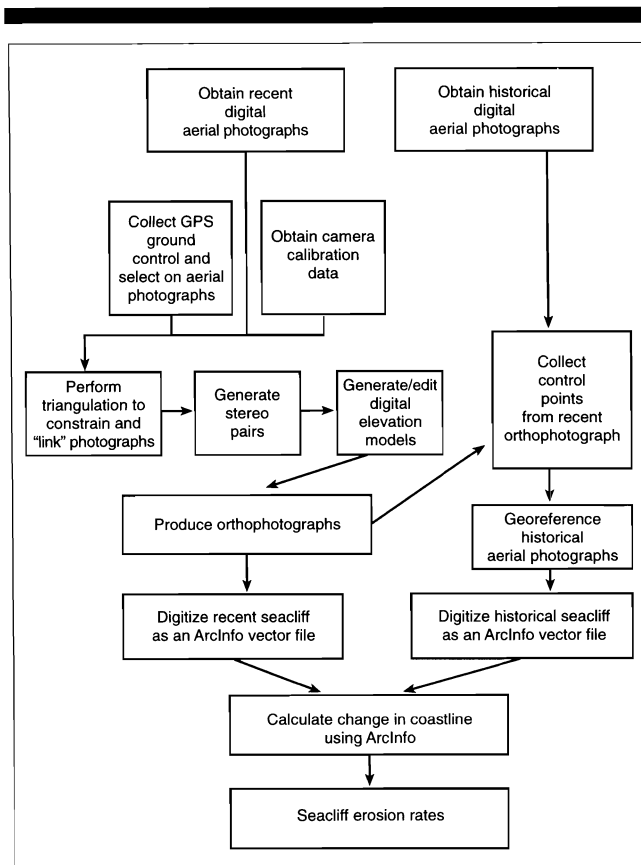 Obtain recent
digital
aerial photographs
Obtain historical
digital
aerial photographs
Collect GPS
ground
control and
select on aerial
photographs
Obtain camera
calibration
data
Perform
triangulation to
constrain and
“link” photographs
Generate
stereo
pairs
Generate/edit
digital
elevation
models
Collect
control
points
from recent
orthophotograph
Produce orthophotographs
Georeference
historical
aerial photographs
Digitize recent seacliff
as an ArcInfo vector file
Digitize historical seacliff
as an ArcInfo vector file
Calculate change in coastline
using ArcInfo
Seacliff erosion rates